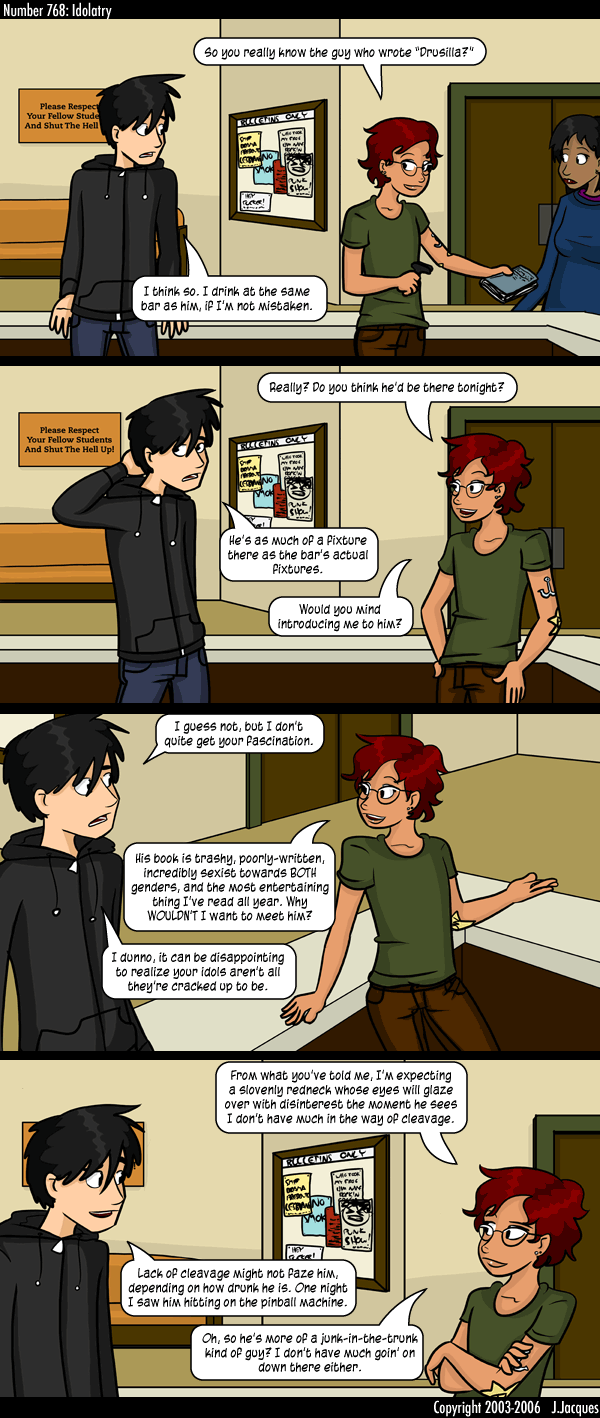 Number 768: Idolatry
So you really know the guy who wrote "Drusilla?"
Please Respect
Your Fellow Stude
And Shut The Hell
BULLETINS ONLY
I think so. I drink at the same
bar as him, if I'm not mistaken.
Really? Do you think he'd be there tonight?
Please Respect
Your Fellow Students
And Shut The Hell Up!
BULLETINS ONLY
He's as much of a fixture
there as the bar's actual
fixtures.
Would you mind
introducing me to him?
I guess not, but I don't
quite get your fascination.
His book is trashy, poorly-written,
incredibly sexist towards BOTH
genders, and the most entertaining
thing I've read all year. Why
WOULDN'T I want to meet him?
I dunno, it can be disappointing
to realize your idols aren't all
they're cracked up to be.
From what you've told me, I'm expecting
a slovenly redneck whose eyes will glaze
over with disinterest the moment he sees
I don't have much in the way of cleavage.
BULLETINS ONLY
Lack of cleavage might not faze him,
depending on how drunk he is. One night
I saw him hitting on the pinball machine.
Oh, so he's more of a junk-in-the-trunk
kind of guy? I don't have much goin' on
down there either.
Copyright 2003-2006 J.Jacques